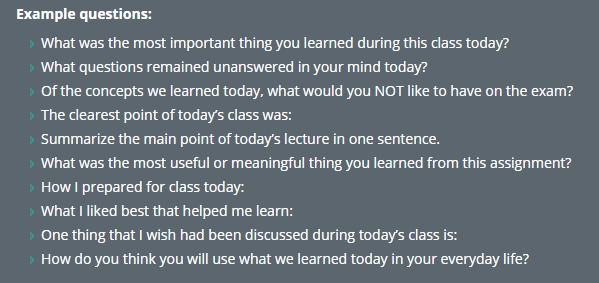 Example questions:
› What was the most important thing you learned during this class today?
› What questions remained unanswered in your mind today?
› Of the concepts we learned today, what would you NOT like to have on the exam?
› The clearest point of today’s class was:
› Summarize the main point of today’s lecture in one sentence.
› What was the most useful or meaningful thing you learned from this assignment?
› How I prepared for class today:
› What I liked best that helped me learn:
› One thing that I wish had been discussed during today’s class is:
› How do you think you will use what we learned today in your everyday life?